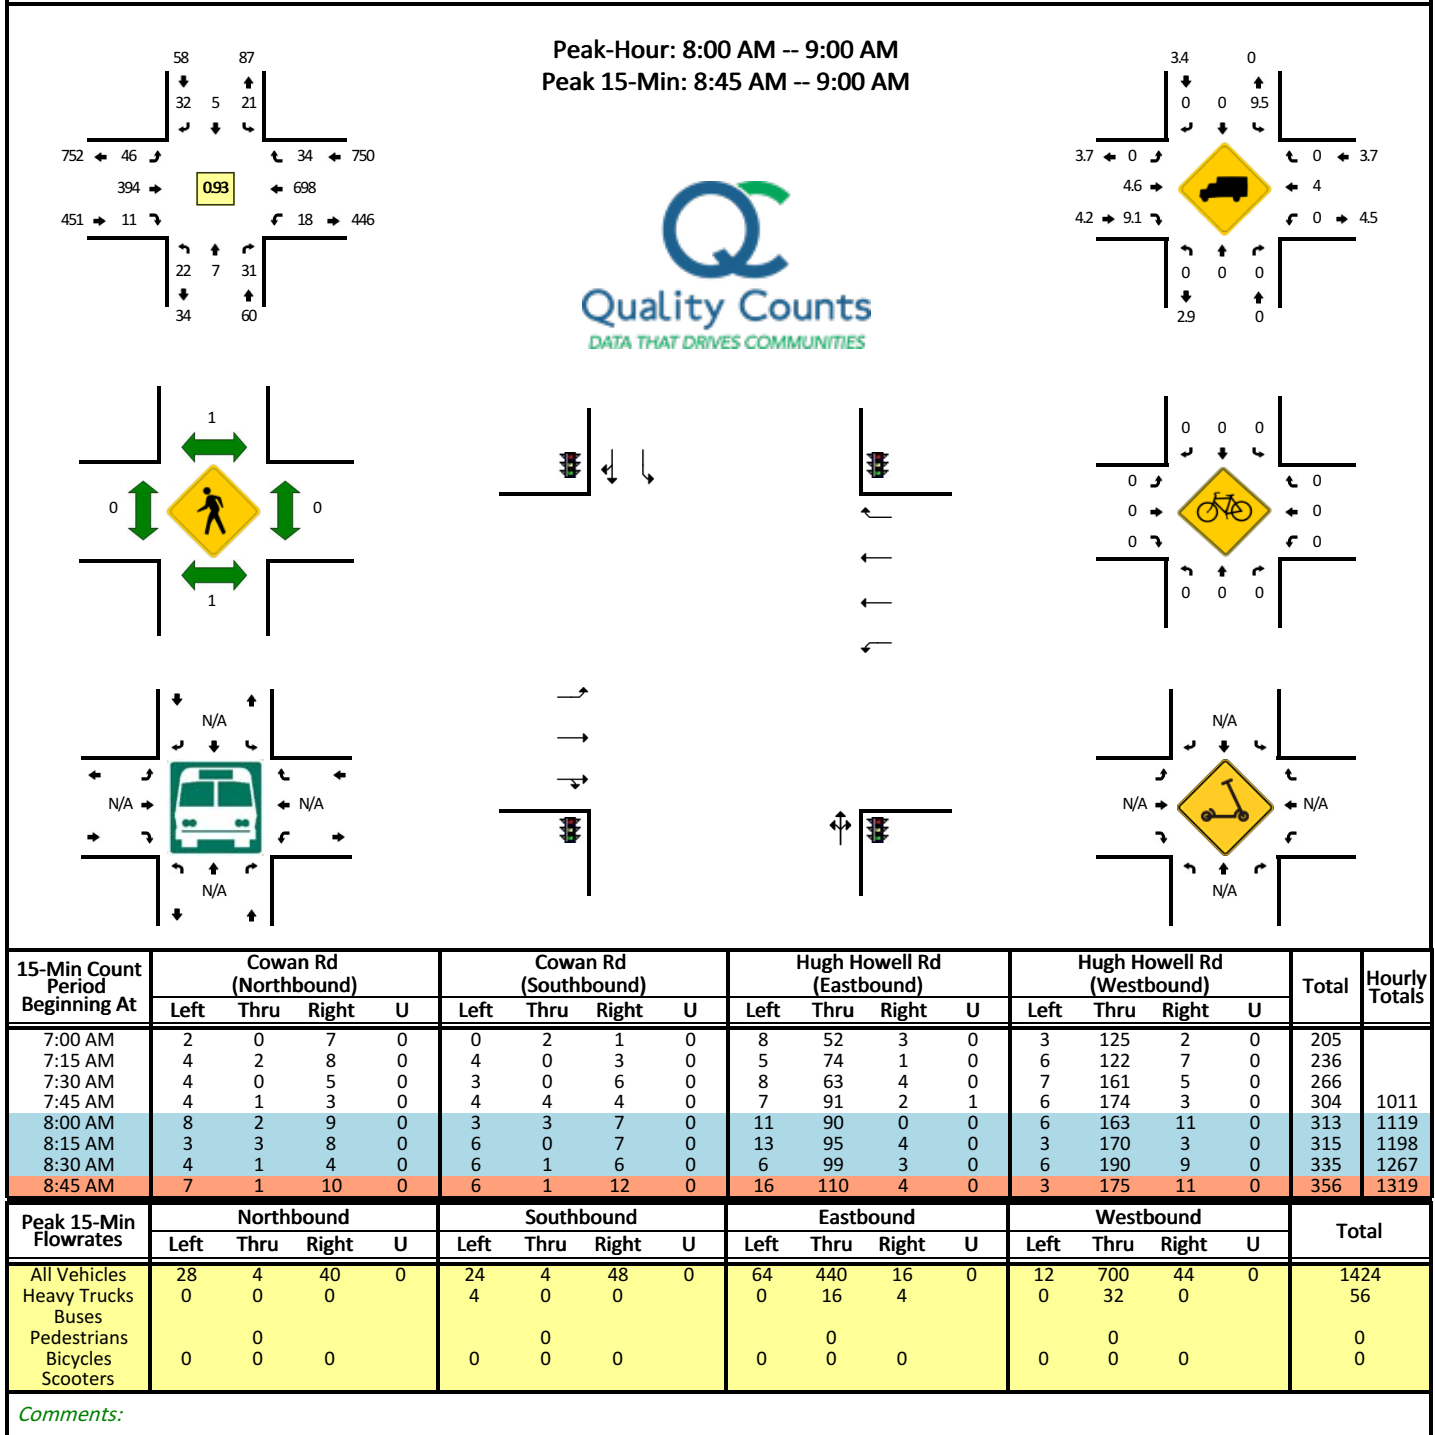 Peak-Hour: 8:00 AM -- 9:00 AM
Peak 15-Min: 8:45 AM -- 9:00 AM
58 87
32 5 21
752 46 34 750
394 0.93 698
451 11 18 446
22 7 31
34 60
QC
Quality Counts
DATA THAT DRIVES COMMUNITIES
3.4 0
0 0 9.5
3.7 0 0 3.7
4.6 4
4.2 9.1 0 4.5
0 0 0
2.9 0
1
0 0
1
0 0 0
0 0
0 0
0 0
0 0 0
N/A
N/A N/A
N/A
N/A
N/A N/A
N/A
15-Min Count Period Beginning At Cowan Rd (Northbound) Cowan Rd (Southbound) Hugh Howell Rd (Eastbound) Hugh Howell Rd (Westbound) Total Hourly Totals
Left Thru Right U Left Thru Right U Left Thru Right U Left Thru Right U
7:00 AM 2 0 7 0 0 2 1 0 8 52 3 0 3 125 2 0 205
7:15 AM 4 2 8 0 4 0 3 0 5 74 1 0 6 122 7 0 236
7:30 AM 4 0 5 0 3 0 6 0 8 63 4 0 7 161 5 0 266
7:45 AM 4 1 3 0 4 4 4 0 7 91 2 1 6 174 3 0 304 1011
8:00 AM 8 2 9 0 3 3 7 0 11 90 0 0 6 163 11 0 313 1119
8:15 AM 3 3 8 0 6 0 7 0 13 95 4 0 3 170 3 0 315 1198
8:30 AM 4 1 4 0 6 1 6 0 6 99 3 0 6 190 9 0 335 1267
8:45 AM 7 1 10 0 6 1 12 0 16 110 4 0 3 175 11 0 356 1319
Peak 15-Min Flowrates Northbound Southbound Eastbound Westbound Total
Left Thru Right U Left Thru Right U Left Thru Right U Left Thru Right U
All Vehicles 28 4 40 0 24 4 48 0 64 440 16 0 12 700 44 0 1424
Heavy Trucks 0 0 0 4 0 0 0 16 4 0 32 0 56
Buses
Pedestrians 0 0 0 0 0
Bicycles 0 0 0 0 0 0 0 0 0 0 0 0 0
Scooters
Comments: